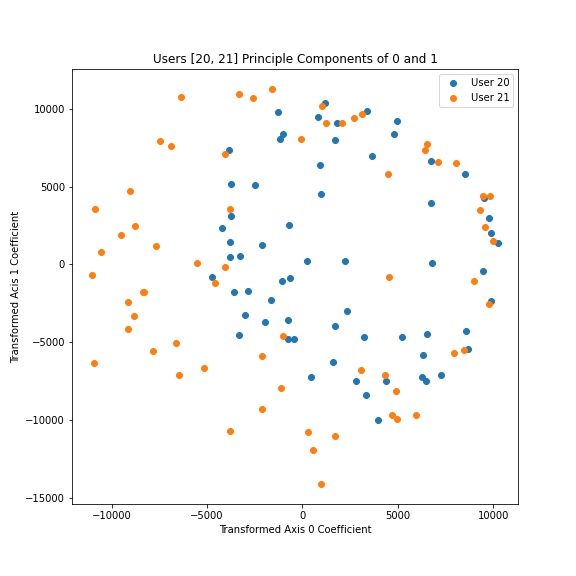 Users [20, 21] Principle Components of 0 and 1
User 20
User 21
10000
5000
0
−5000
−10000
−15000
Transformed Acis 1 Coefficient
−10000
−5000
0
5000
10000
Transformed Axis 0 Coefficient